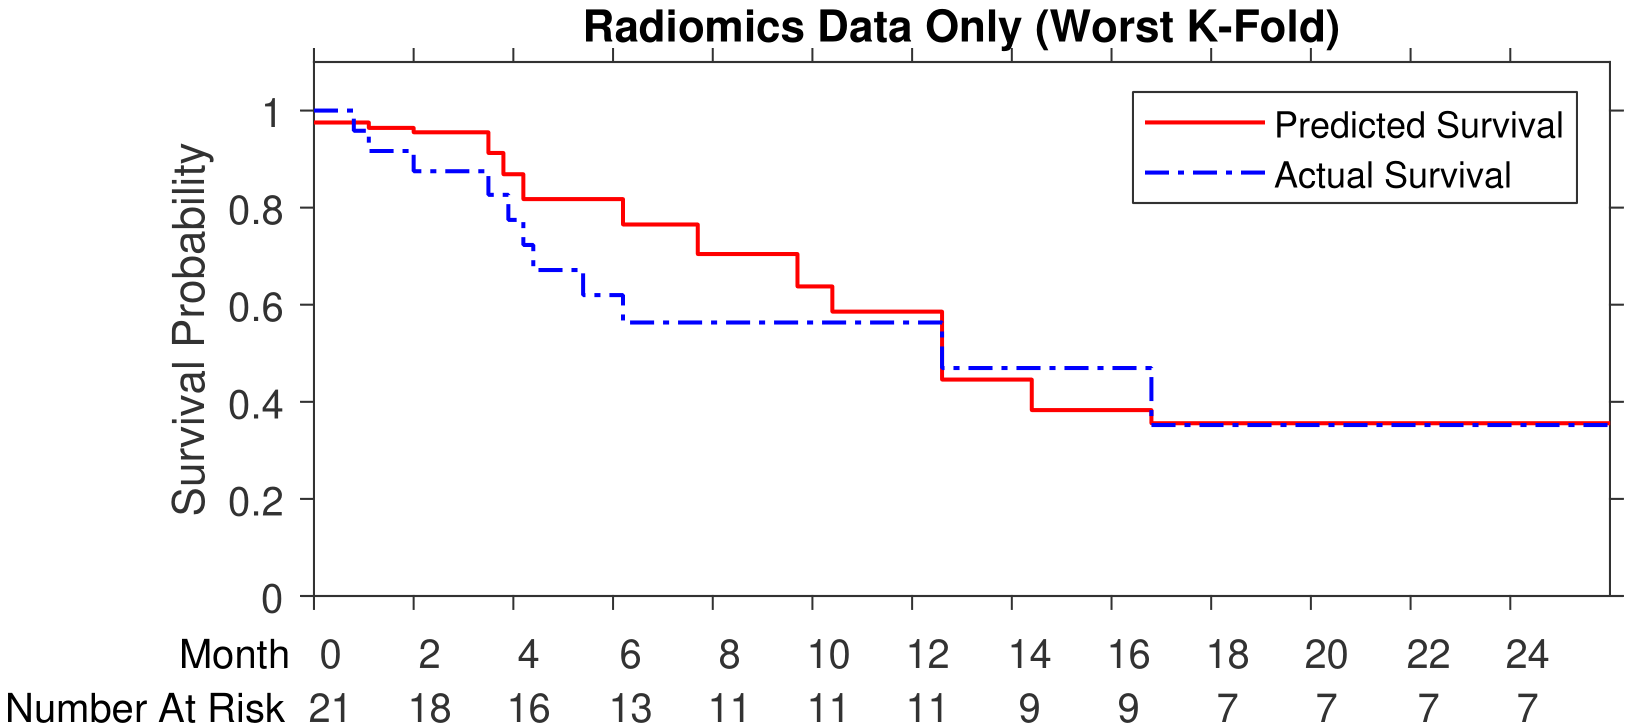 Radiomics Data Only (Worst K-Fold)
Predicted Survival
Actual Survival
Survival Probability
1
0.8
0.6
0.4
0.2
0
Month 0 2 4 6 8 10 12 14 16 18 20 22 24
Number At Risk 21 18 16 13 11 11 11 9 9 7 7 7 7